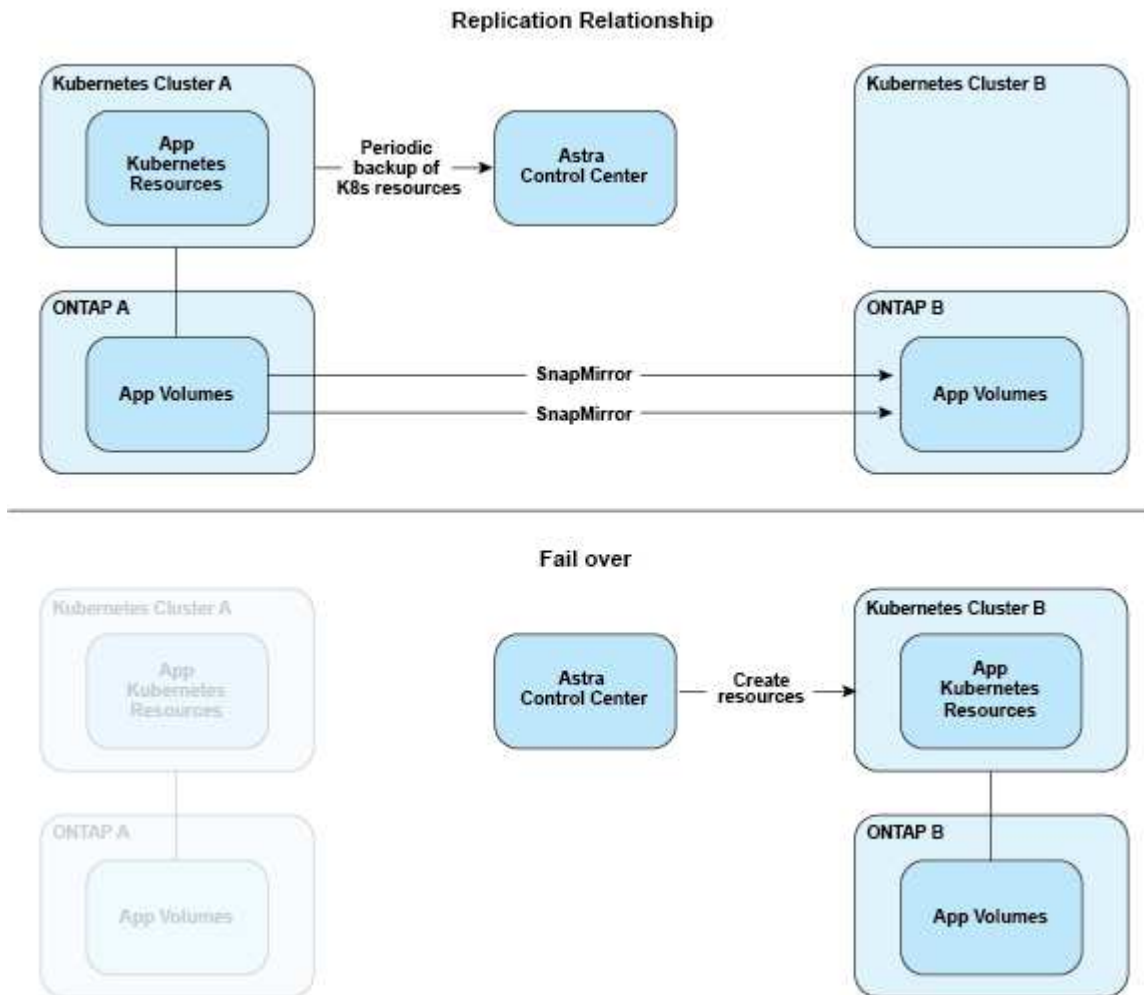 Replication Relationship
Kubernetes Cluster A
App
Kubernetes
Resources
Periodic
backup of
K8s resources
Astra
Control Center
Kubernetes Cluster B
ONTAP A
App Volumes
SnapMirror
SnapMirror
ONTAP B
App Volumes
Fail over
Kubernetes Cluster A
App
Kubernetes
Resources
Astra
Control Center
Create
resources
Kubernetes Cluster B
App
Kubernetes
Resources
ONTAP A
App Volumes
ONTAP B
App Volumes